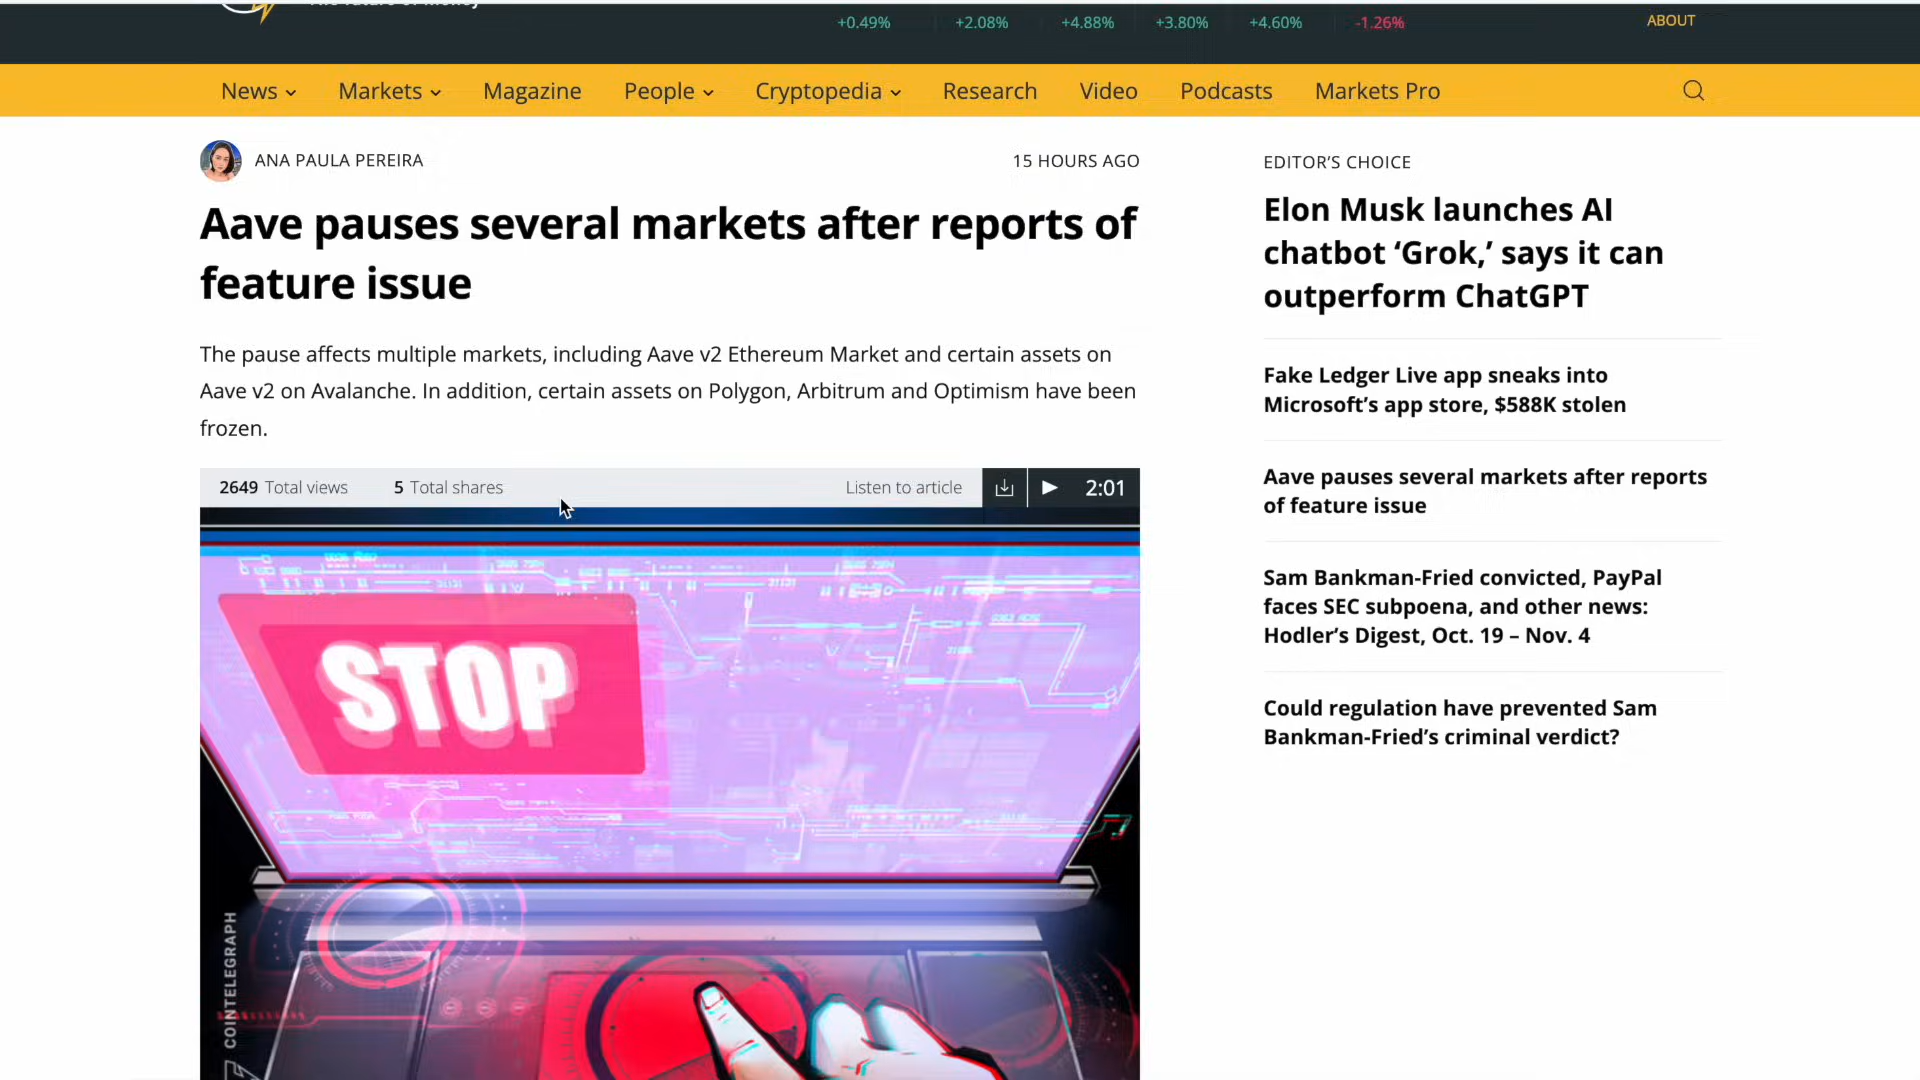 The Future of Money
+0.49% +2.08% +4.88% +3.80% +4.60% -1.26%
ABOUT
News Markets Magazine People Cryptopedia Research Video Podcasts Markets Pro
ANA PAULA PEREIRA
15 HOURS AGO
Aave pauses several markets after reports of
feature issue
The pause affects multiple markets, including Aave v2 Ethereum Market and certain assets on
Aave v2 on Avalanche. In addition, certain assets on Polygon, Arbitrum and Optimism have been
frozen.
2649 Total views 5 Total shares Listen to article 2:01
STOP
COINTELEGRAPH
EDITOR’S CHOICE
Elon Musk launches AI
chatbot ‘Grok,’ says it can
outperform ChatGPT
Fake Ledger Live app sneaks into
Microsoft’s app store, $588K stolen
Aave pauses several markets after reports
of feature issue
Sam Bankman-Fried convicted, PayPal
faces SEC subpoena, and other news:
Hodler’s Digest, Oct. 19 – Nov. 4
Could regulation have prevented Sam
Bankman-Fried’s criminal verdict?